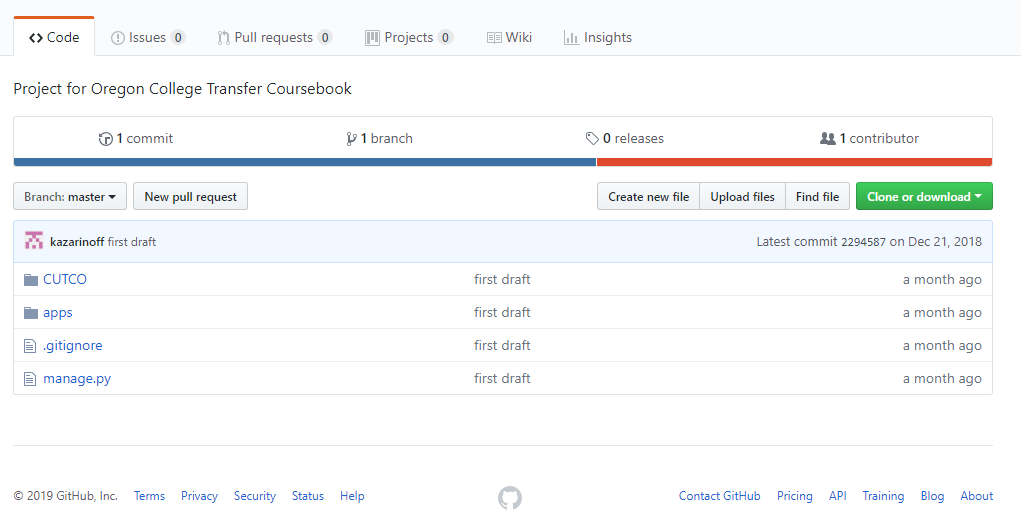 Code Issues 0 Pull requests 0 Projects 0 Wiki Insights
Project for Oregon College Transfer Coursebook
1 commit 1 branch 0 releases 1 contributor
Branch: master New pull request Create new file Upload files Find file Clone or download
kazarinoff first draft Latest commit 2294587 on Dec 21, 2018
CUTCO first draft a month ago
apps first draft a month ago
.gitignore first draft a month ago
manage.py first draft a month ago
© 2019 GitHub, Inc. Terms Privacy Security Status Help Contact GitHub Pricing API Training Blog About